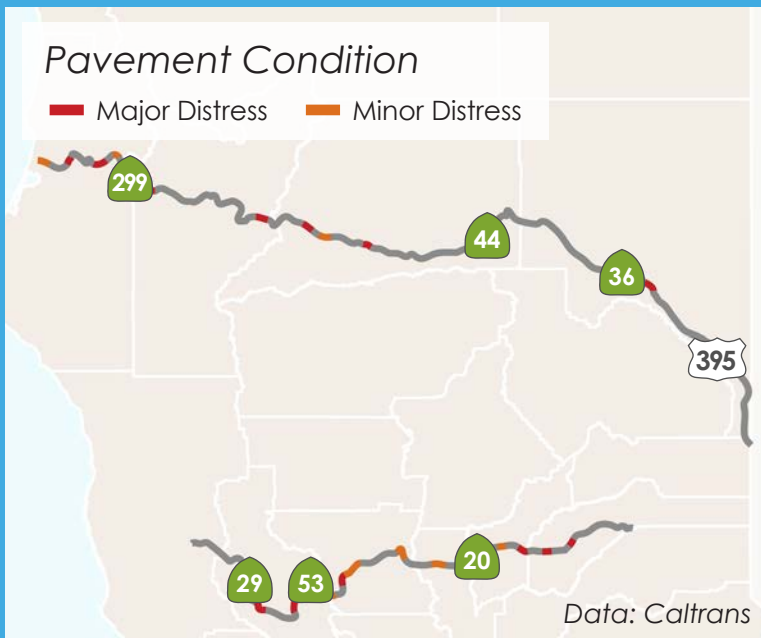 Pavement Condition
Major Distress Minor Distress
299
44
36
395
20
29
53
Data: Caltrans